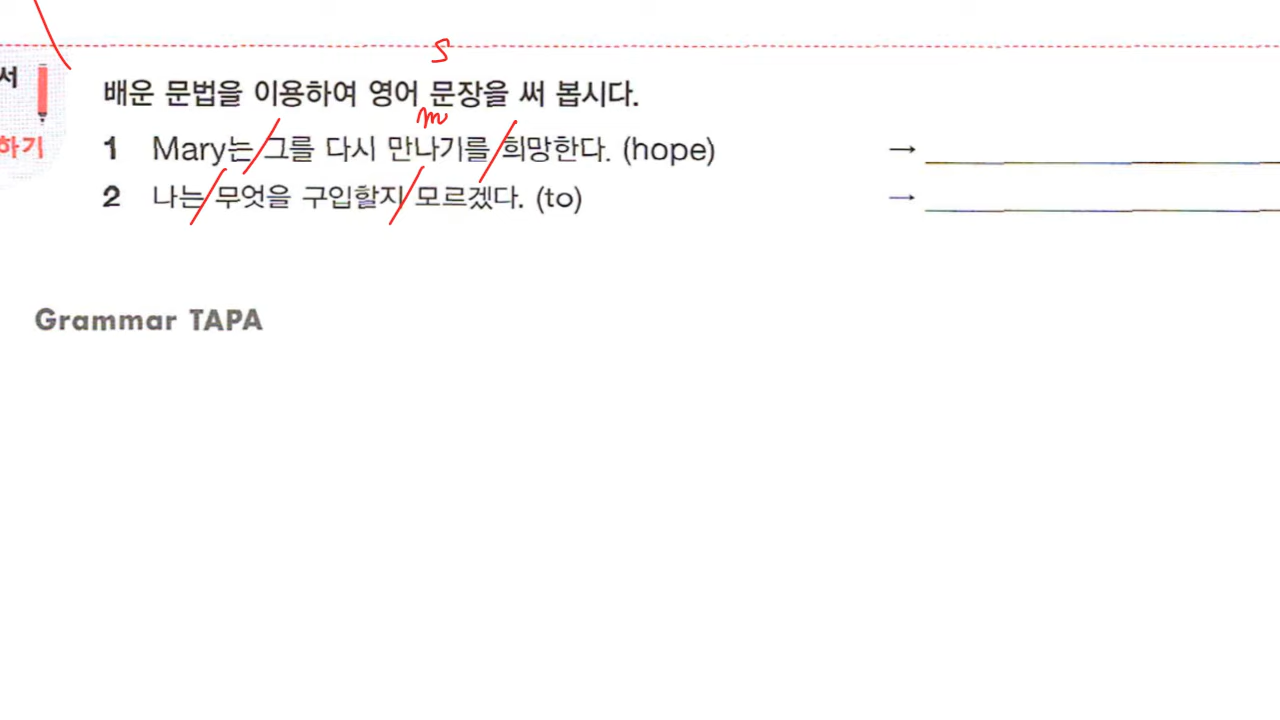 서
배운 문법을 이용하여 영어 문장을 써 봅시다.
하기
1 Mary는 그를 다시 만나기를 희망한다. (hope) →
2 나는 무엇을 구입할지 모르겠다. (to) →
s
m
Grammar TAPA